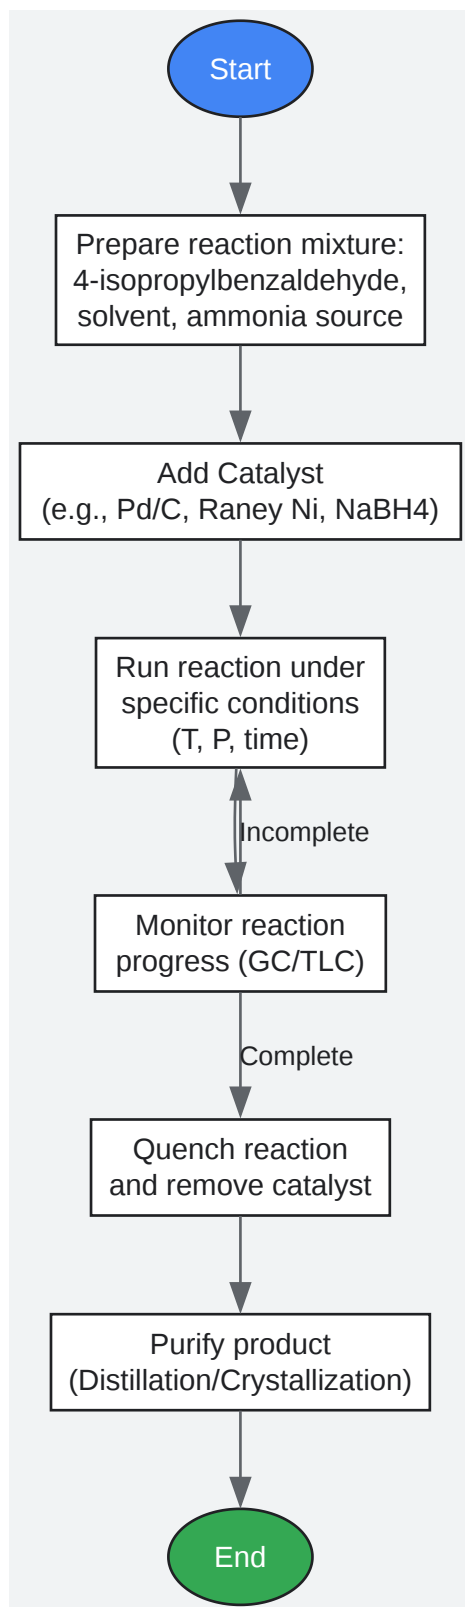 Start
Prepare reaction mixture:
4-isopropylbenzaldehyde,
solvent, ammonia source
Add Catalyst
(e.g., Pd/C, Raney Ni, NaBH4)
Run reaction under
specific conditions
(T, P, time)
Incomplete
Monitor reaction
progress (GC/TLC)
Complete
Quench reaction
and remove catalyst
Purify product
(Distillation/Crystallization)
End